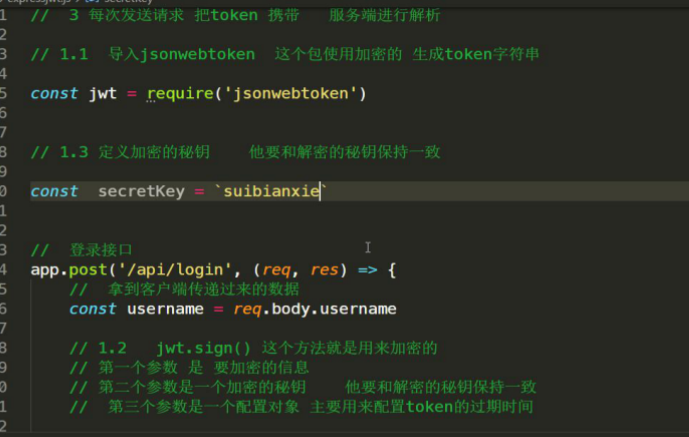 //  3 每次发送请求 把token 携带   服务端进行解析
// 1.1  导入jsonwebtoken  这个包使用加密的 生成token字符串
const jwt = require('jsonwebtoken')
// 1.3 定义加密的秘钥    他要和解密的秘钥保持一致
const  secretKey = `suibianxie`
//  登录接口
app.post('/api/login', (req, res) => {
//  拿到客户端传递过来的数据
const username = req.body.username
// 1.2   jwt.sign() 这个方法就是用来加密的
// 第一个参数 是 要加密的信息
// 第二个参数是一个加密的秘钥    他要和解密的秘钥保持一致
//  第三个参数是一个配置对象 主要用来配置token的过期时间